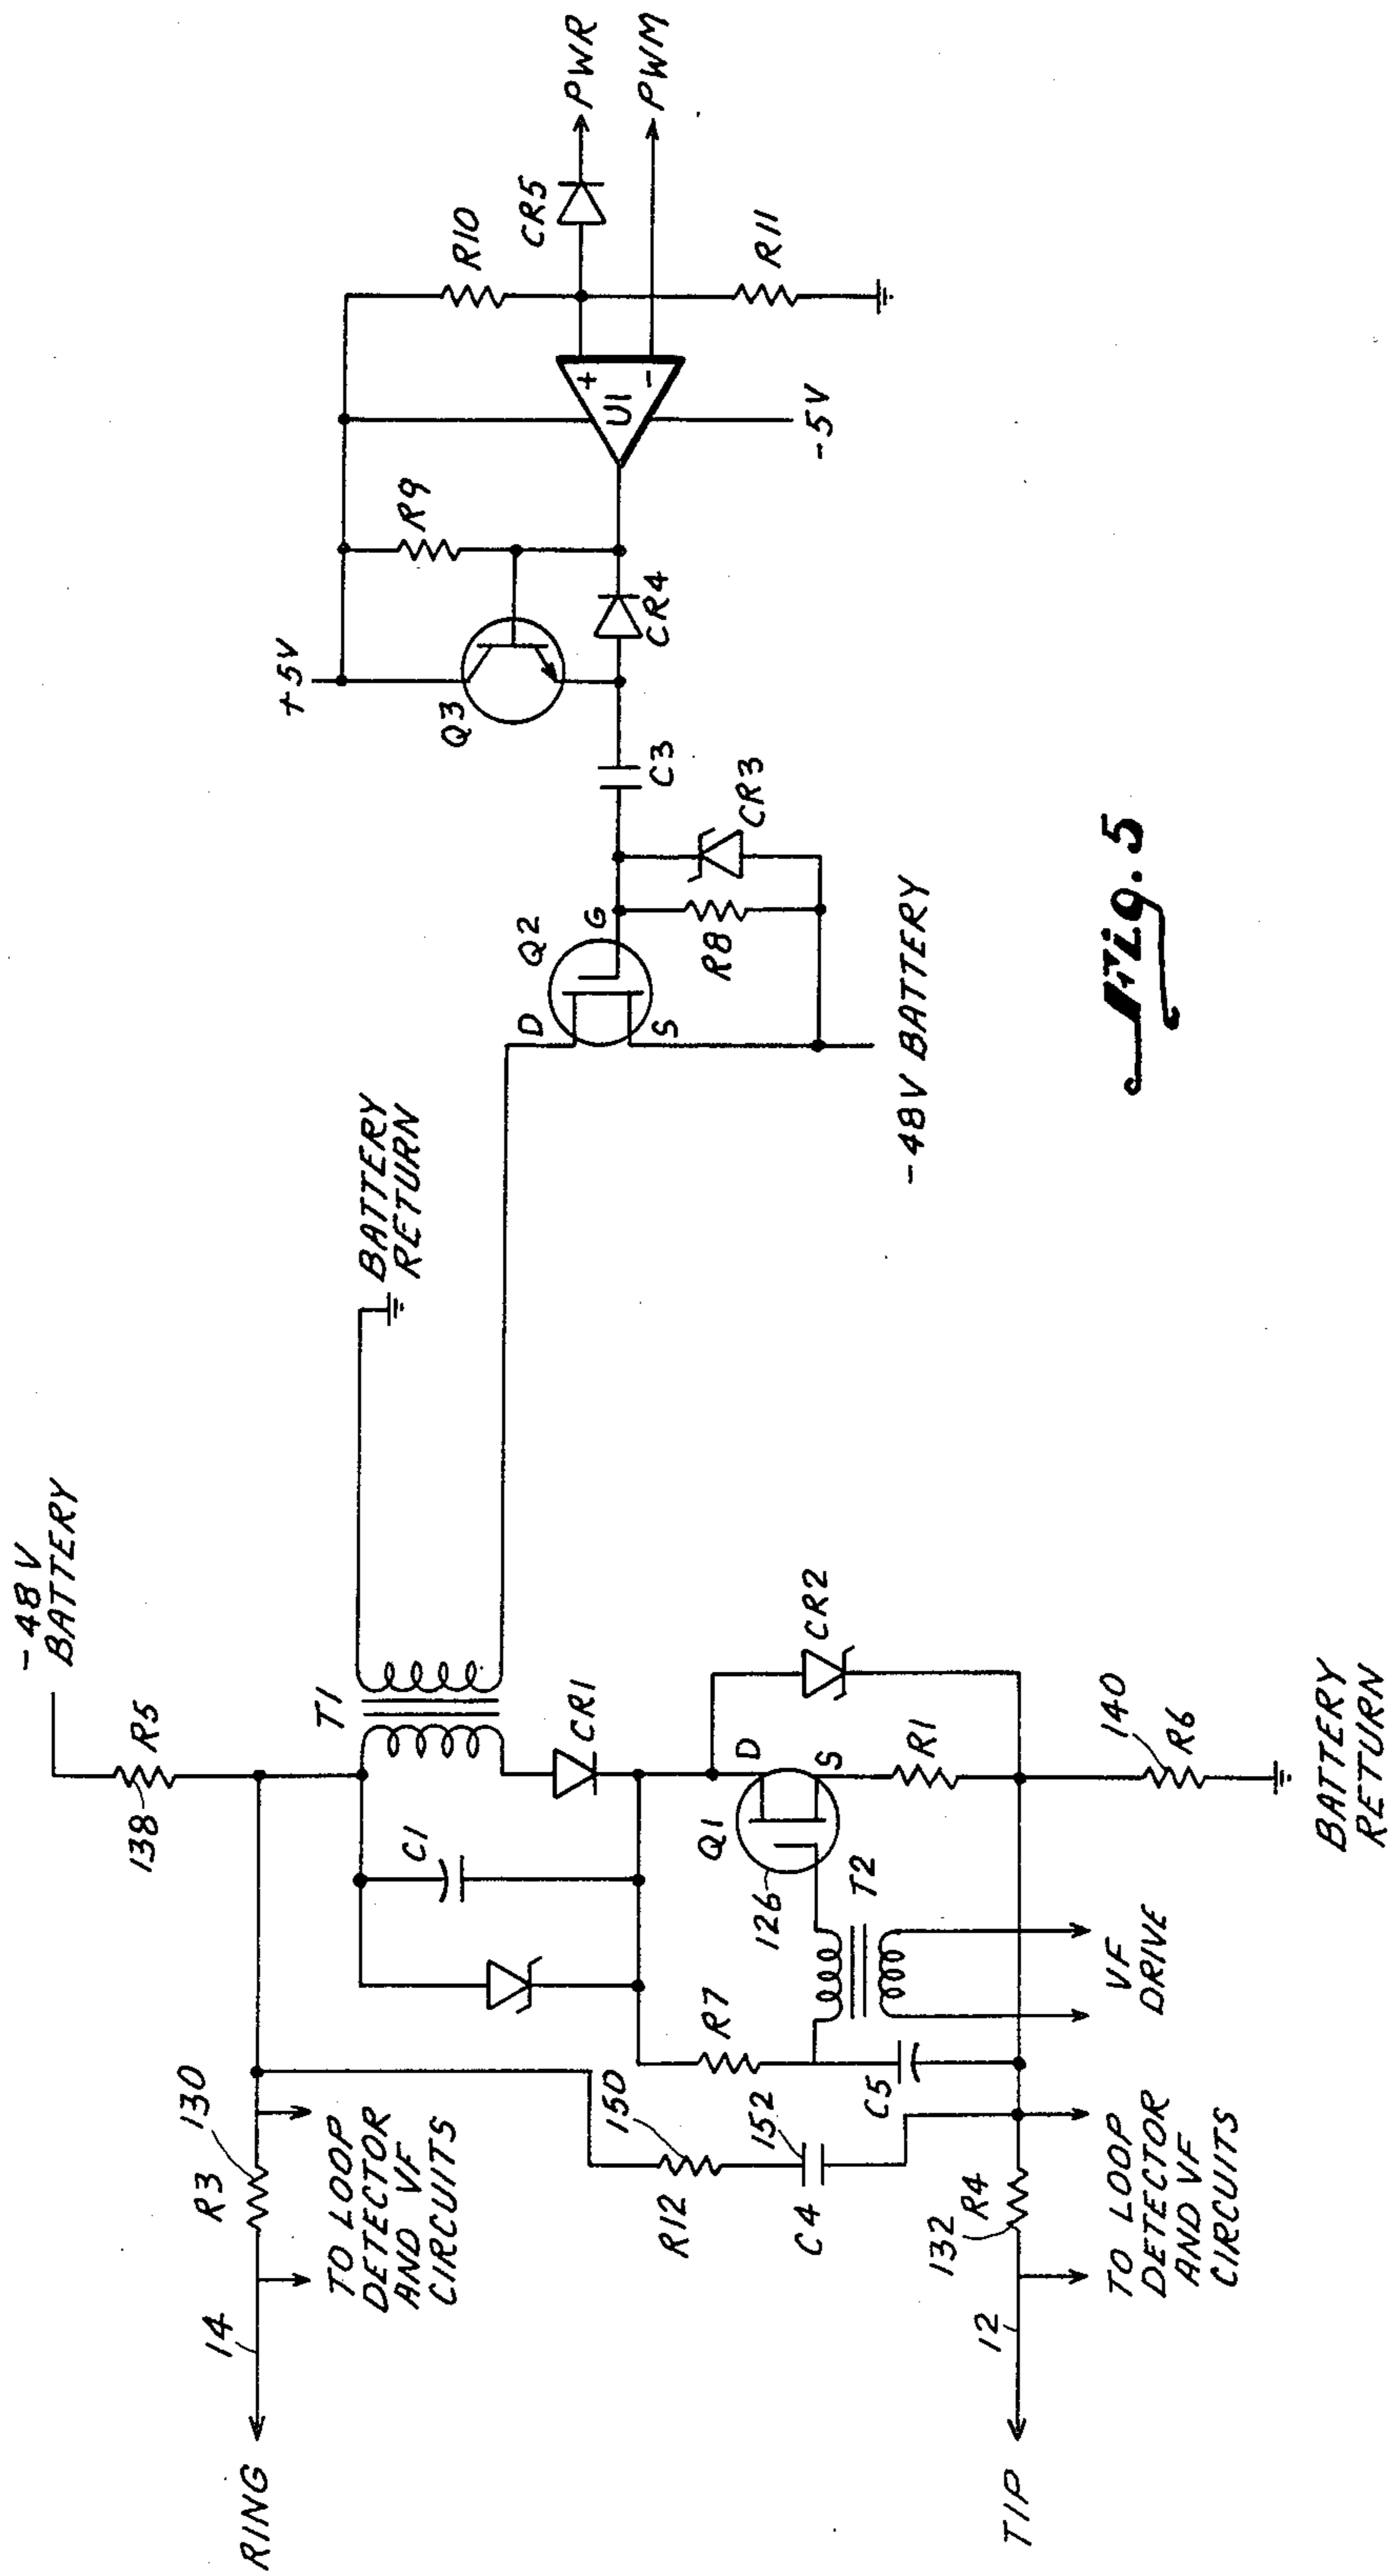 -48V
BATTERY
138
R5
T1
BATTERY
RETURN
RING
14
R3
130
TO LOOP
DETECTOR
AND VF
CIRCUITS
C1
CR1
R12
150
C4
152
R7
C5
126
Q1
D
S
T2
VF
DRIVE
CR2
R1
140
R6
BATTERY
RETURN
TIP
12
132
R4
TO LOOP
DETECTOR
AND VF
CIRCUITS
D
S
Q2
G
R8
CR3
-48V BATTERY
C3
+5V
Q3
R9
CR4
U1
+
-
-5V
R10
R11
CR5
PWR
PWM
Fig. 5